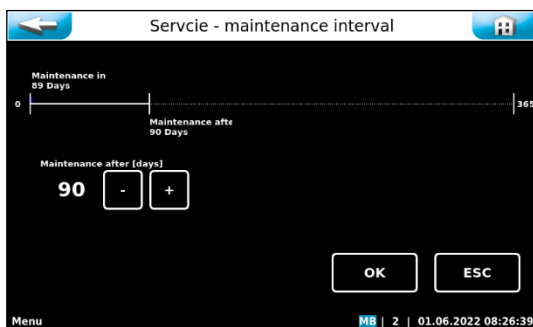 Servcie - maintenance interval
Maintenance in
89 Days
0
365
Maintenance afte
90 Days
Maintenance after [days]
90 - +
OK ESC
Menu MB | 2 | 01.06.2022 08:26:39